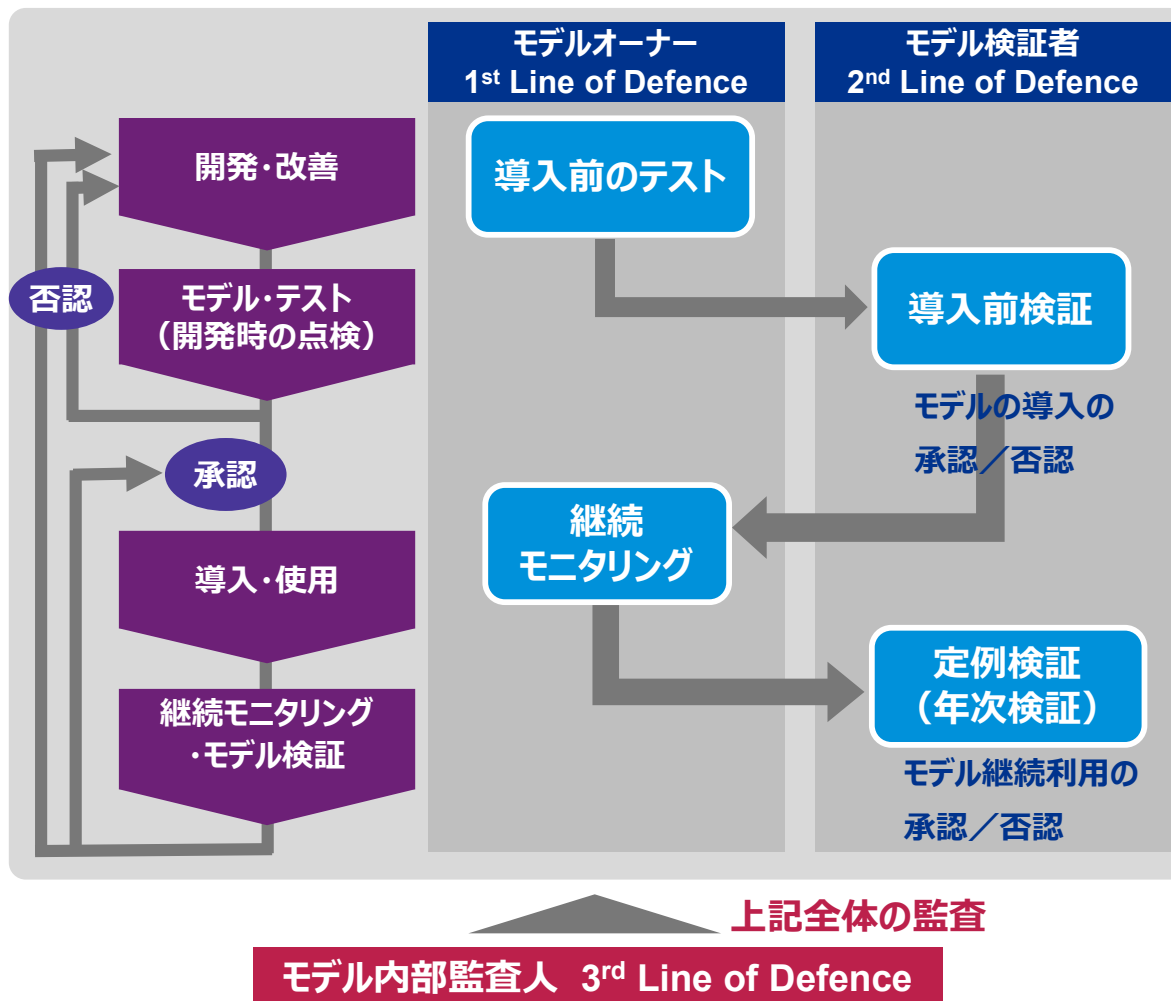 モデルオーナー
1st Line of Defence
モデル検証者
2nd Line of Defence
開発・改善
導入前のテスト
否認
モデル・テスト
（開発時の点検）
導入前検証
モデルの導入の
承認／否認
承認
継続
モニタリング
導入・使用
定例検証
（年次検証）
継続モニタリング
・モデル検証
モデル継続利用の
承認／否認
上記全体の監査
モデル内部監査人 3rd Line of Defence